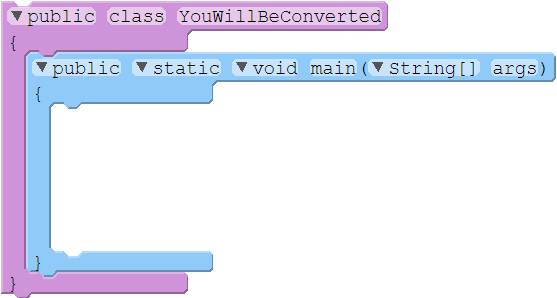 ▼public class YouWillBeConverted
{
▼public ▼static ▼void main(▼String[] args)
{
}
}